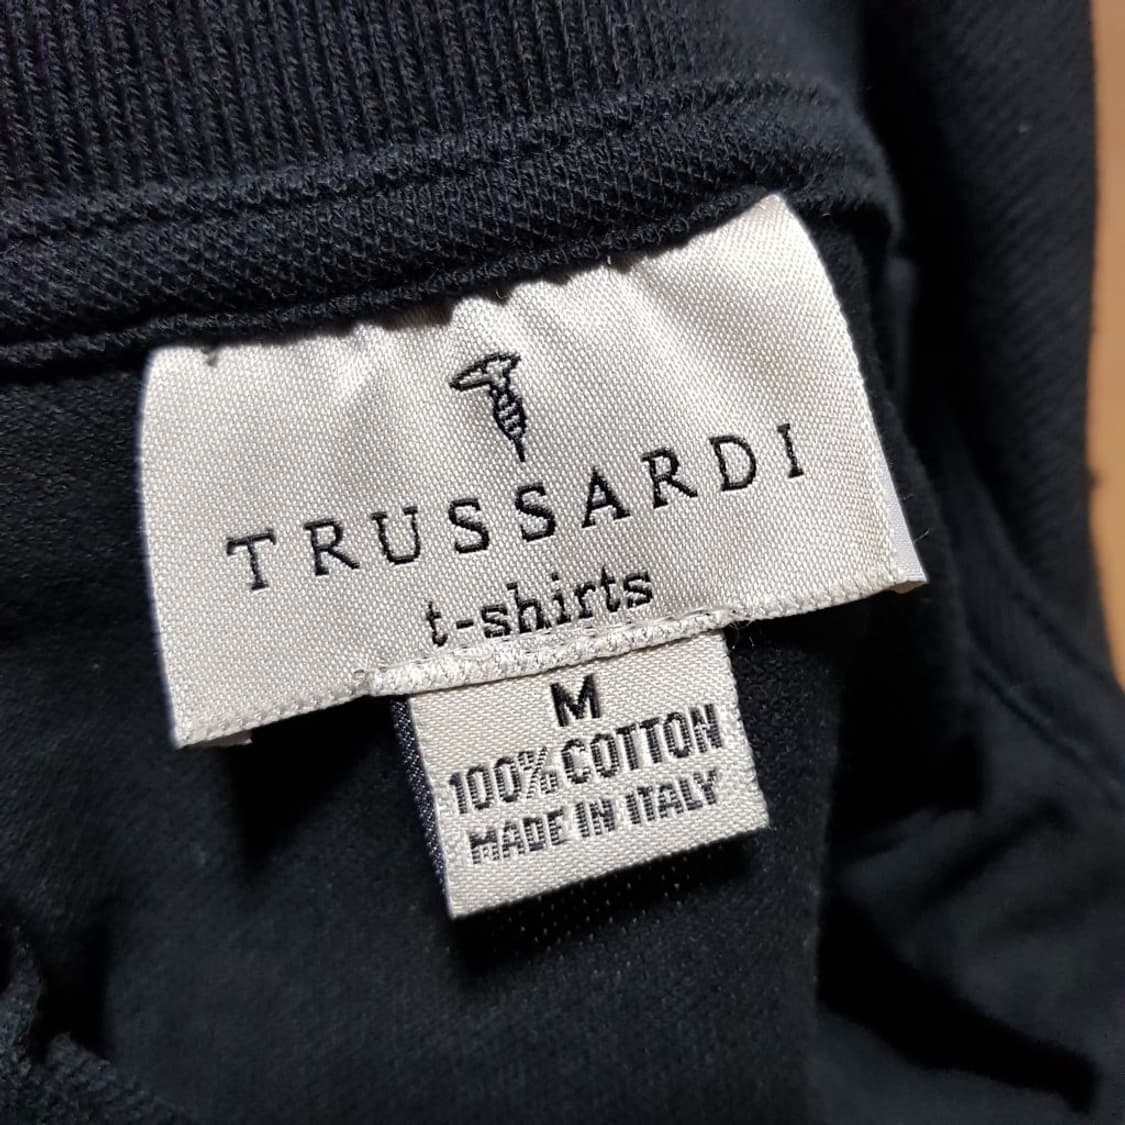 TRUSSARDI
t-shirts
M
100% COTTON
MADE IN ITALY